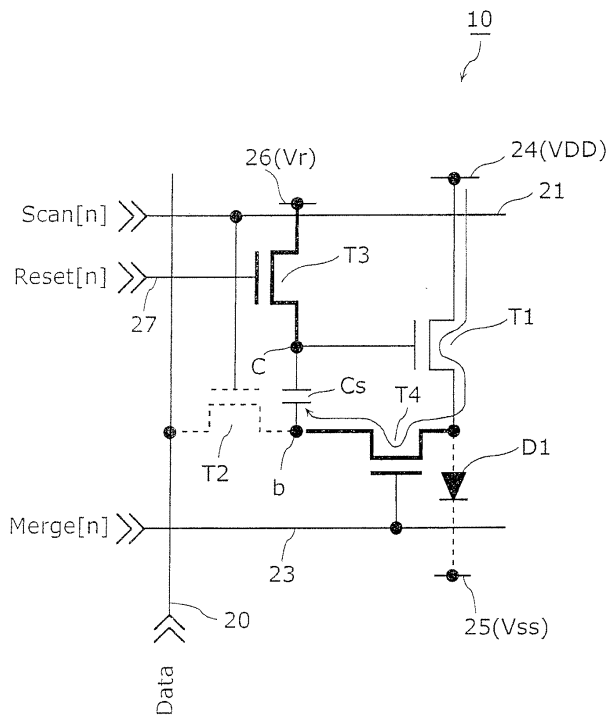 10
24(VDD)
26(Vr)
21
Scan[n]
T3
Reset[n]
27
T1
C
Cs
T4
T2
b
D1
Merge[n]
23
20
25(Vss)
Data